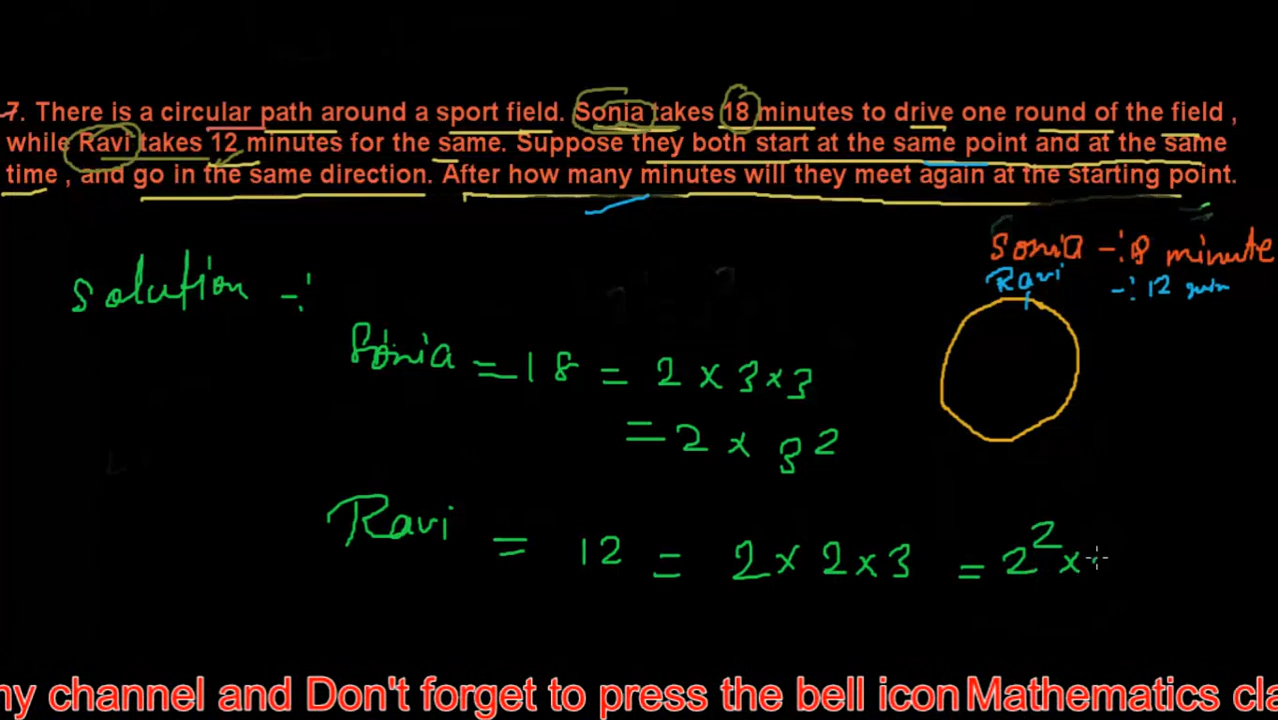 7. There is a circular path around a sport field. Sonia takes 18 minutes to drive one round of the field ,
while Ravi takes 12 minutes for the same. Suppose they both start at the same point and at the same
time , and go in the same direction. After how many minutes will they meet again at the starting point.
Sonia -: 8 minute
Ravi -: 12 min
Solution -:
Sonia = 18 = 2 × 3 × 3
= 2 × 3²
Ravi = 12 = 2 × 2 × 3 = 2² ×
ny channel and Don't forget to press the bell icon Mathematics cla